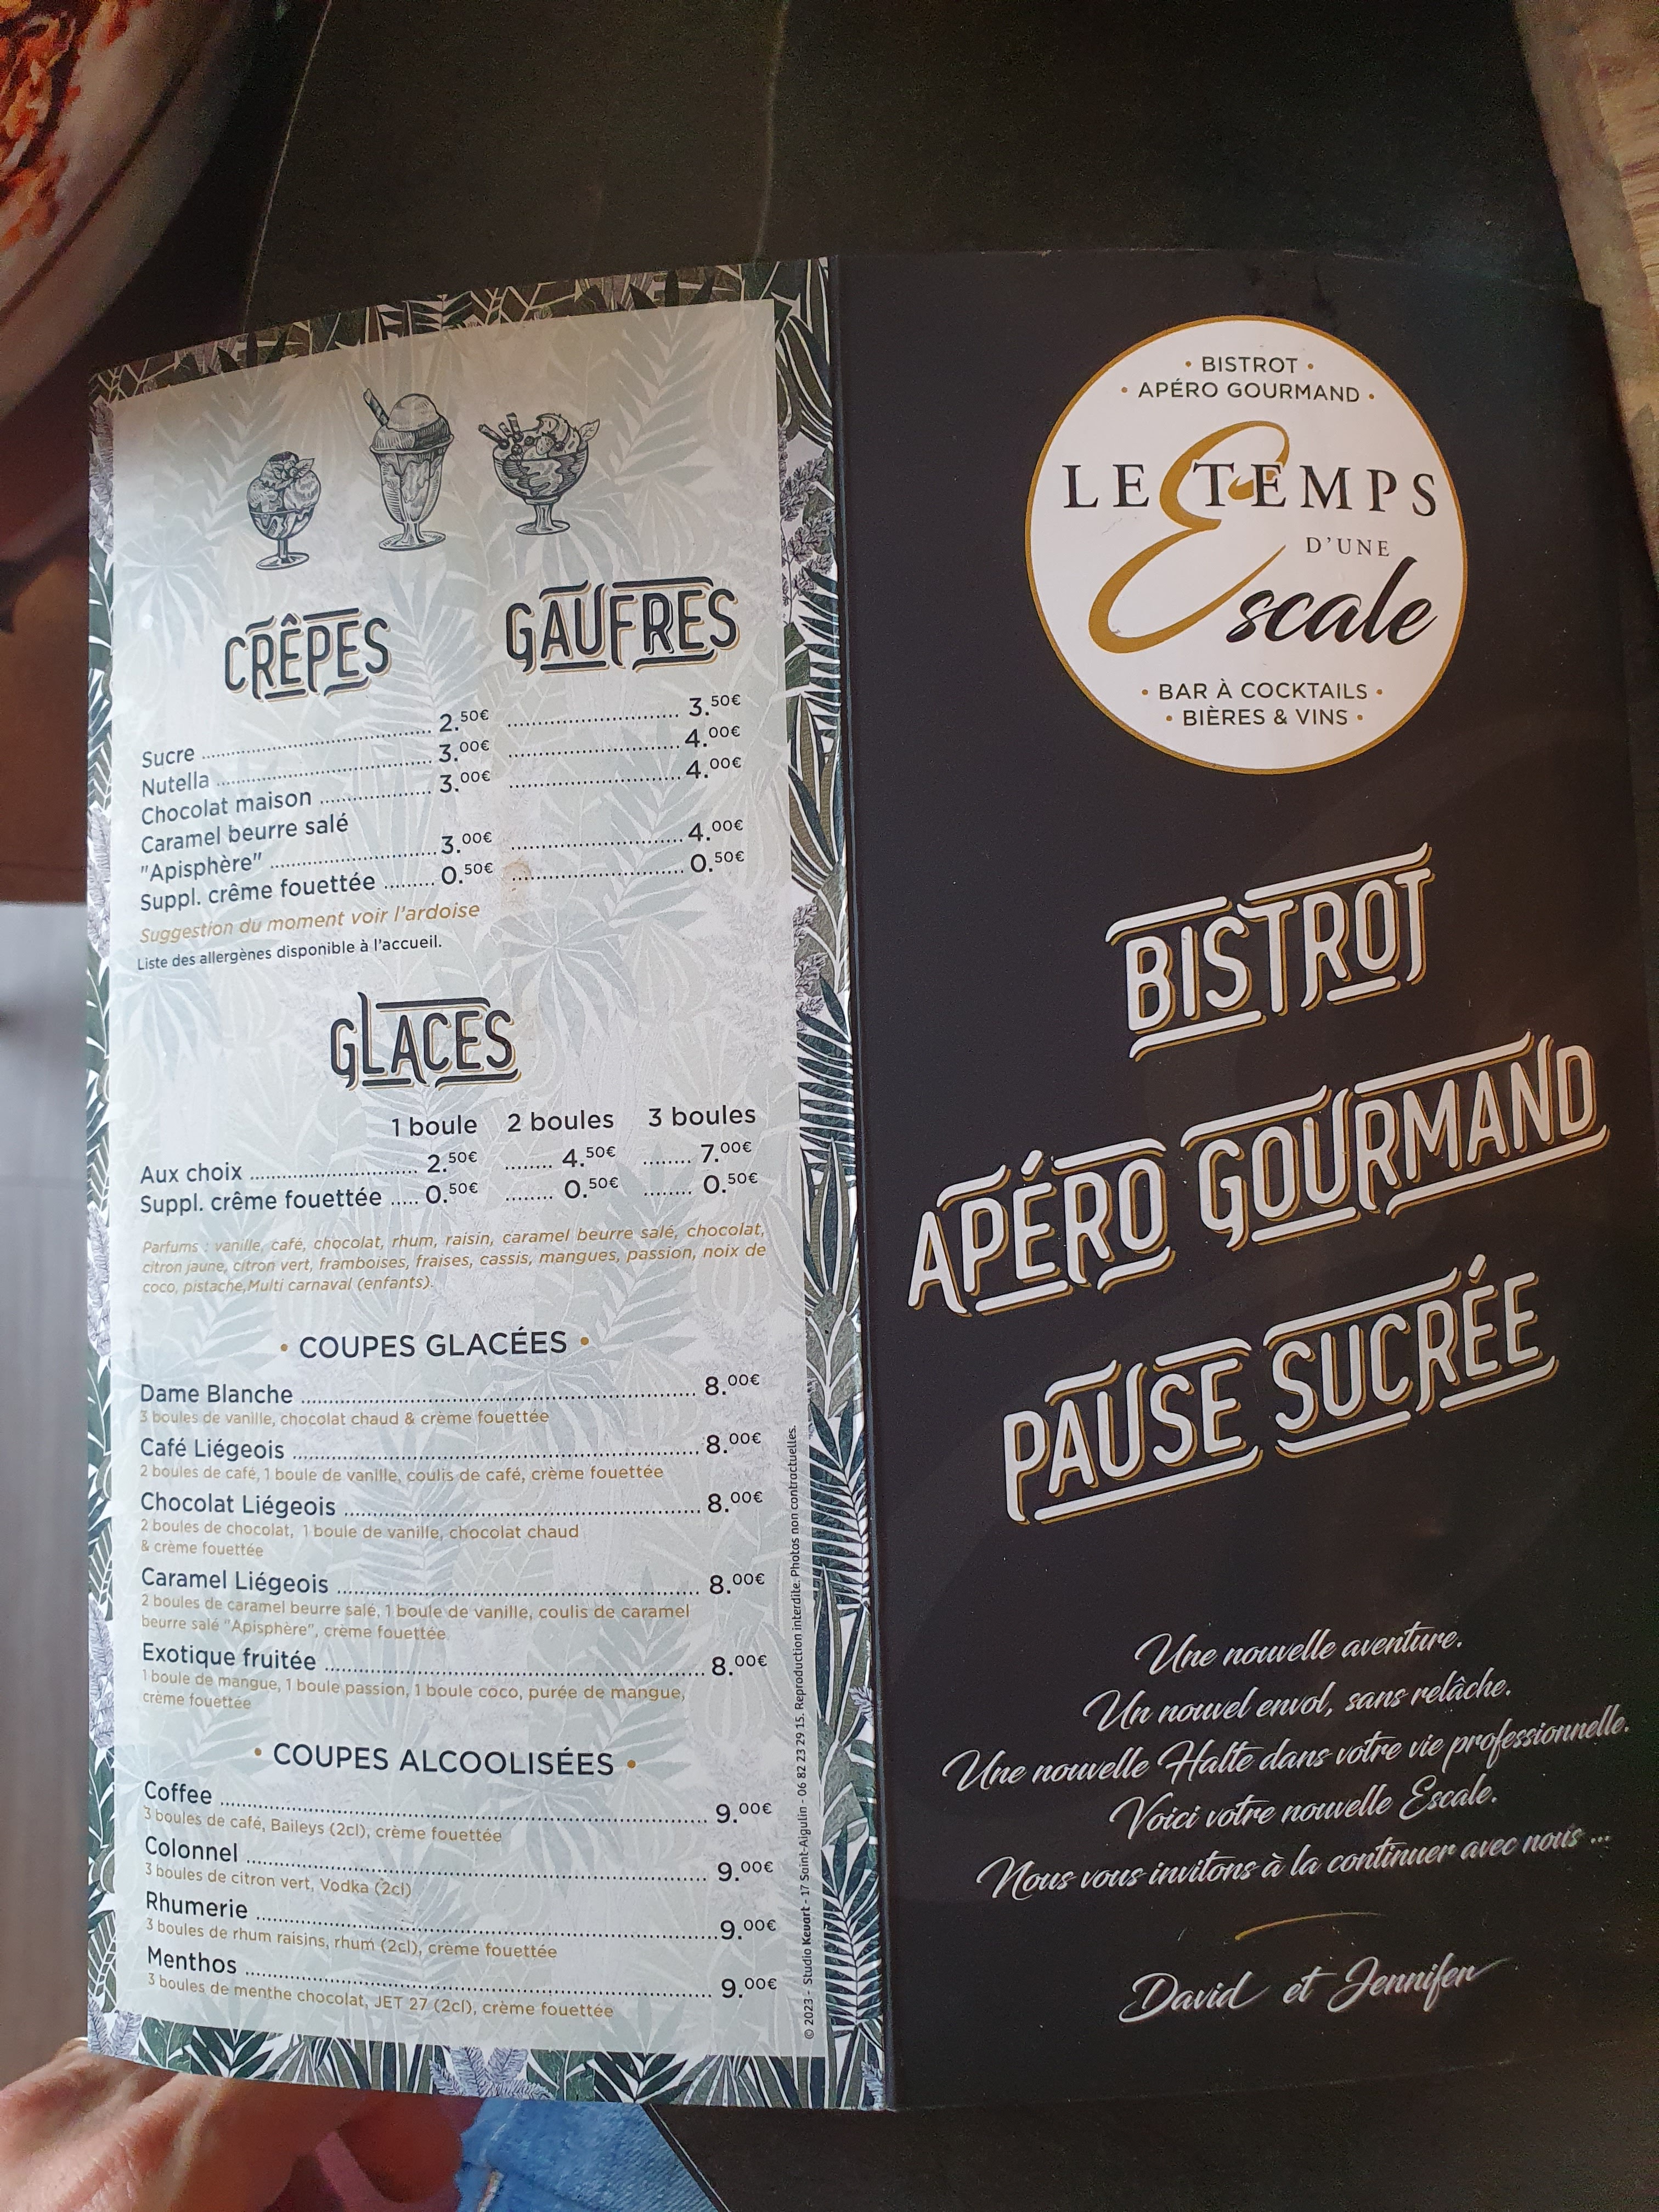 CRÊPES GAUFRES
Sucre 2.50€ 3.50€
Nutella 3.00€ 4.00€
Chocolat maison 3.00€ 4.00€
Caramel beurre salé
"Apisphère" 3.00€ 4.00€
Suppl. crême fouettée 0.50€ 0.50€
Suggestion du moment voir l'ardoise
Liste des allergènes disponible à l'accueil.
GLACES
1 boule 2 boules 3 boules
Aux choix 2.50€ 4.50€ 7.00€
Suppl. crême fouettée 0.50€ 0.50€ 0.50€
Parfums : vanille, café, chocolat, rhum, raisin, caramel beurre salé, chocolat,
citron jaune, citron vert, framboises, fraises, cassis, mangues, passion, noix de
coco, pistache,Multi carnaval (enfants).
• COUPES GLACÉES •
Dame Blanche 8.00€
3 boules de vanille, chocolat chaud & crème fouettée
Café Liégeois 8.00€
2 boules de café, 1 boule de vanille, coulis de café, crème fouettée
Chocolat Liégeois 8.00€
2 boules de chocolat, 1 boule de vanille, chocolat chaud
& crème fouettée
Caramel Liégeois 8.00€
2 boules de caramel beurre salé, 1 boule de vanille, coulis de caramel
beurre salé "Apisphère", crème fouettée
Exotique fruitée 8.00€
1 boule de mangue, 1 boule passion, 1 boule coco, purée de mangue,
crème fouettée
• COUPES ALCOOLISÉES •
Coffee 9.00€
3 boules de café, Baileys (2cl), crème fouettée
Colonnel 9.00€
3 boules de citron vert, Vodka (2cl)
Rhumerie 9.00€
3 boules de rhum raisins, rhum (2cl), crème fouettée
Menthos 9.00€
3 boules de menthe chocolat, JET 27 (2cl), crème fouettée
© 2023 - Studio Keuart - 17 Saint-Aigulin - 06 82 23 29 15. Reproduction interdite. Photos non contractuelles.
• BISTROT •
• APÉRO GOURMAND •
LE TEMPS
D'UNE
Escale
• BAR À COCKTAILS •
• BIÈRES & VINS •
BISTROT
APÉRO GOURMAND
PAUSE SUCRÉE
Une nouvelle aventure.
Un nouvel envol, sans relâche.
Une nouvelle Halte dans votre vie professionnelle.
Voici votre nouvelle Escale.
Nous vous invitons à la continuer avec nous ...
David et Jennifer